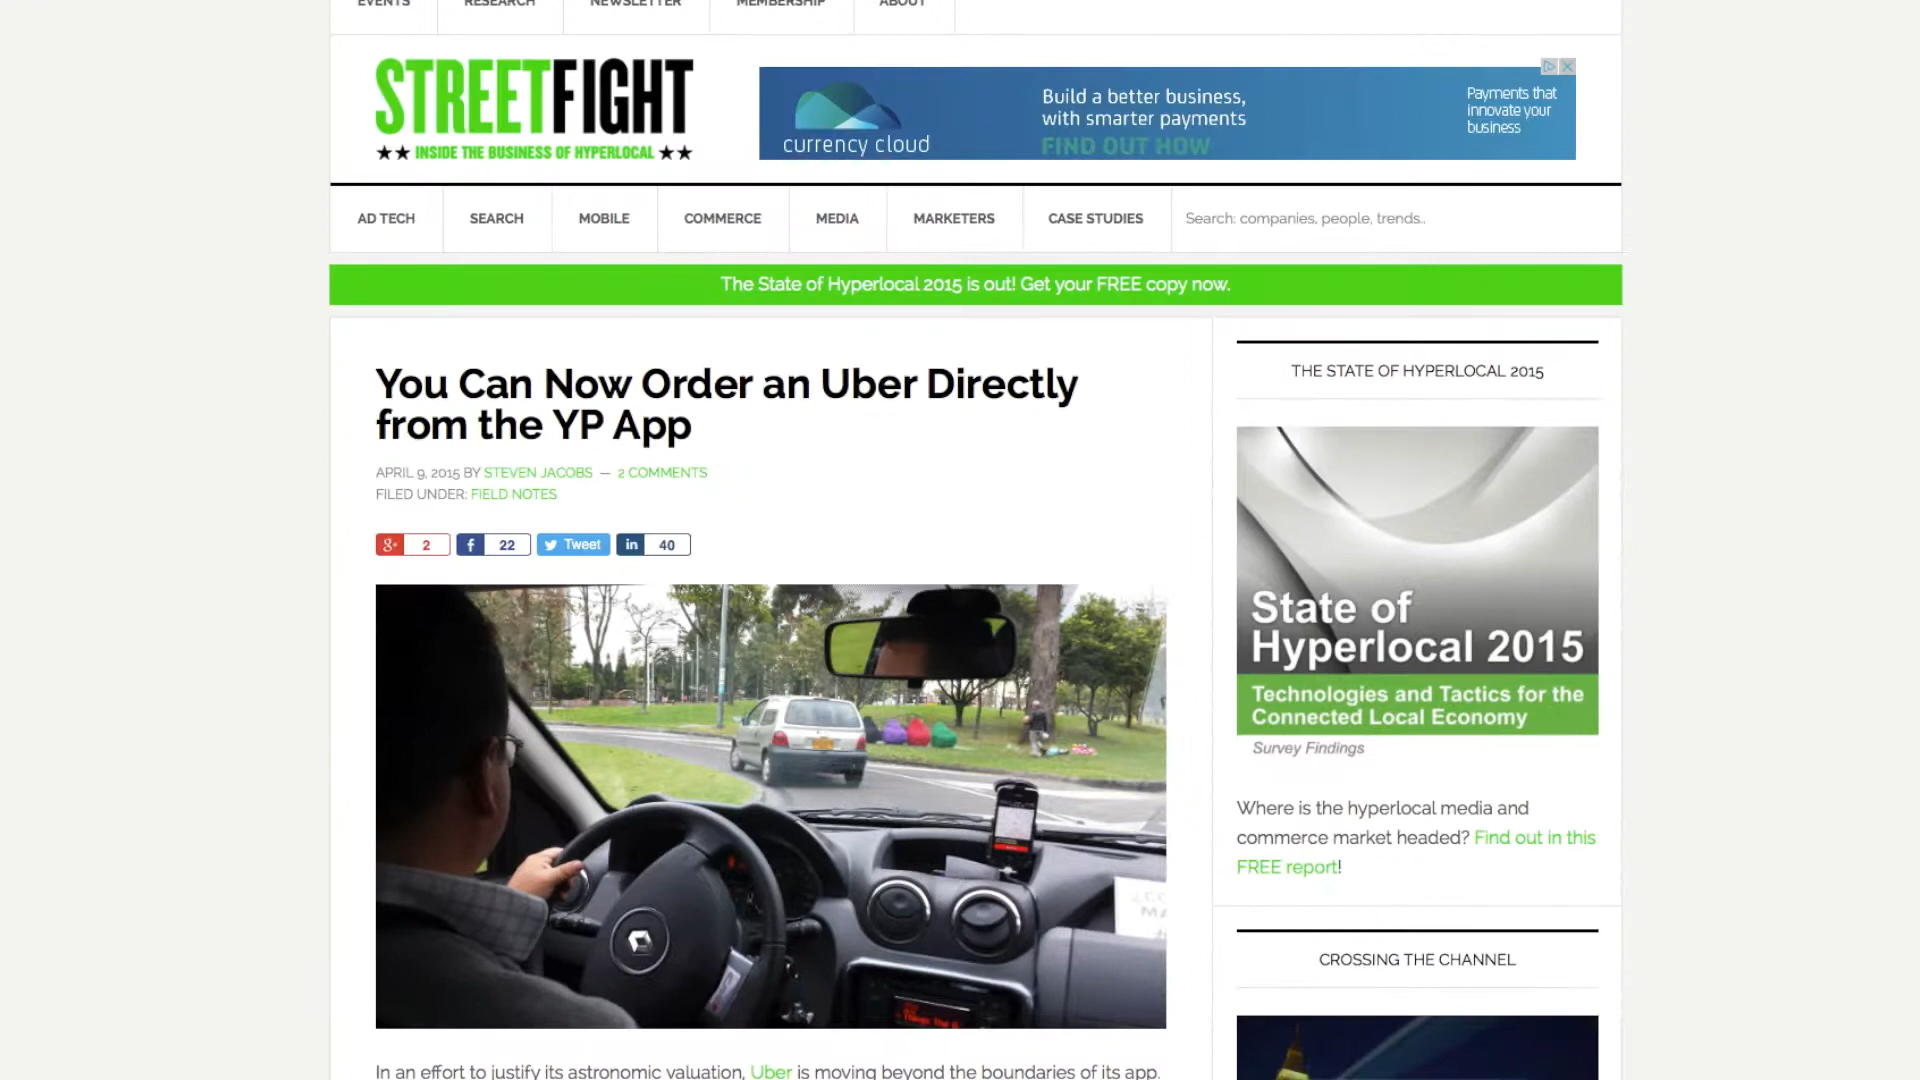 EVENTS
RESEARCH
NEWSLETTER
MEMBERSHIP
ABOUT
STREETFIGHT
★★ INSIDE THE BUSINESS OF HYPERLOCAL ★★
currency cloud
Build a better business,
with smarter payments
FIND OUT HOW
Payments that
innovate your
business
AD TECH
SEARCH
MOBILE
COMMERCE
MEDIA
MARKETERS
CASE STUDIES
Search: companies, people, trends..
The State of Hyperlocal 2015 is out! Get your FREE copy now.
You Can Now Order an Uber Directly
from the YP App
APRIL 9, 2015 BY STEVEN JACOBS — 2 COMMENTS
FILED UNDER: FIELD NOTES
g+ 2
f 22
Tweet
in 40
In an effort to justify its astronomic valuation, Uber is moving beyond the boundaries of its app.
THE STATE OF HYPERLOCAL 2015
State of
Hyperlocal 2015
Technologies and Tactics for the
Connected Local Economy
Survey Findings
Where is the hyperlocal media and
commerce market headed? Find out in this
FREE report!
CROSSING THE CHANNEL